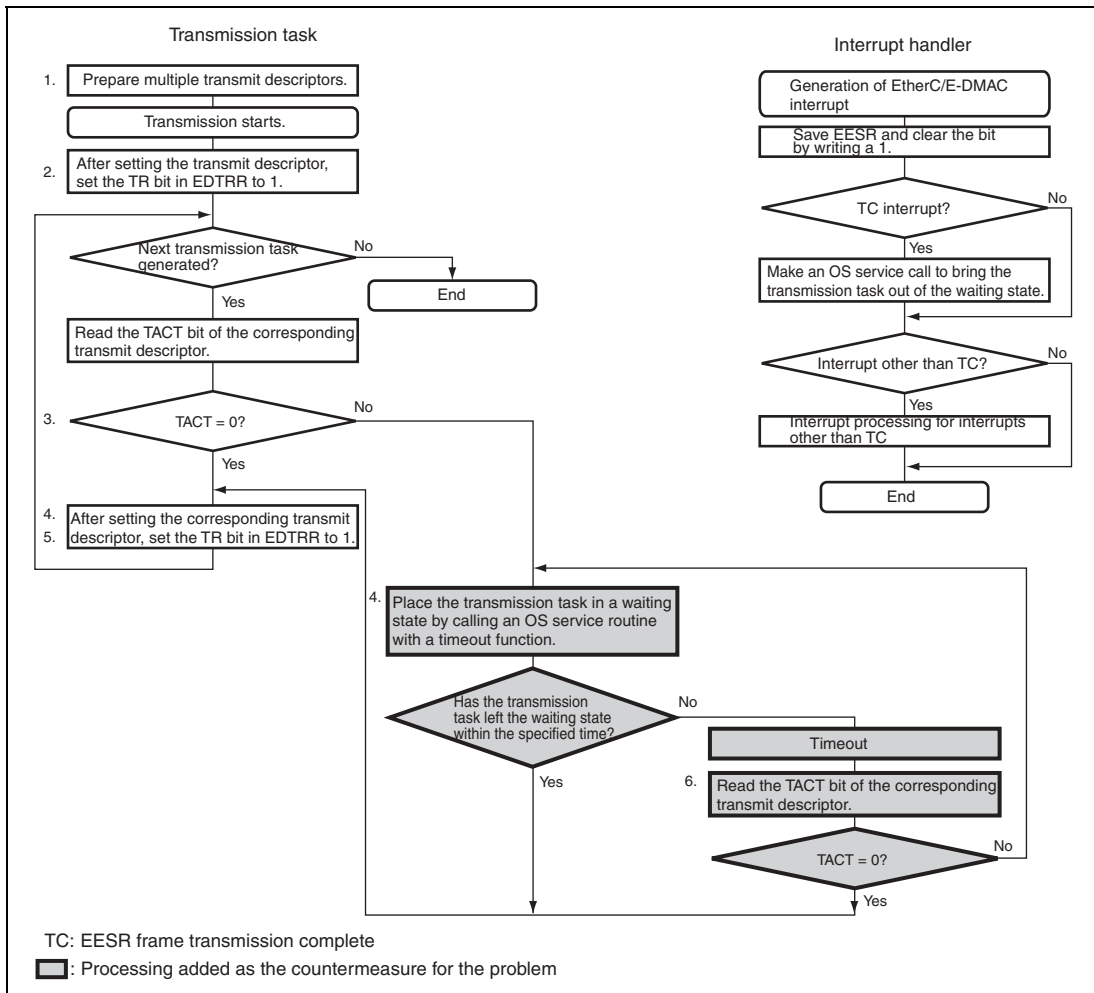 Transmission task
1.
Prepare multiple transmit descriptors.
Transmission starts.
2.
After setting the transmit descriptor,
set the TR bit in EDTRR to 1.
Next transmission task
generated?
No
End
Yes
Read the TACT bit of the corresponding
transmit descriptor.
3.
TACT = 0?
No
Yes
4.
5.
After setting the corresponding transmit
descriptor, set the TR bit in EDTRR to 1.
4.
Place the transmission task in a waiting
state by calling an OS service routine
with a timeout function.
Has the transmission
task left the waiting state
within the specified time?
No
Yes
Timeout
6.
Read the TACT bit of the corresponding
transmit descriptor.
TACT = 0?
No
Yes
Interrupt handler
Generation of EtherC/E-DMAC
interrupt
Save EESR and clear the bit
by writing a 1.
TC interrupt?
No
Yes
Make an OS service call to bring the
transmission task out of the waiting state.
Interrupt other than TC?
No
Yes
Interrupt processing for interrupts
other than TC
End
TC: EESR frame transmission complete
: Processing added as the countermeasure for the problem